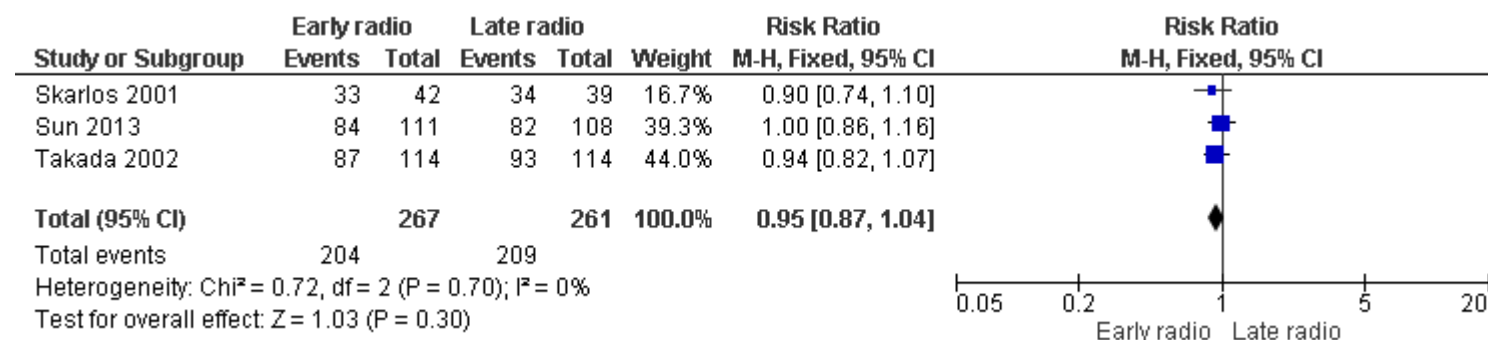 Early radio Late radio Risk Ratio Risk Ratio
Study or Subgroup Events Total Events Total Weight M-H, Fixed, 95% CI M-H, Fixed, 95% CI
Skarlos 2001 33 42 34 39 16.7% 0.90 [0.74, 1.10]
Sun 2013 84 111 82 108 39.3% 1.00 [0.86, 1.16]
Takada 2002 87 114 93 114 44.0% 0.94 [0.82, 1.07]
Total (95% CI) 267 261 100.0% 0.95 [0.87, 1.04]
Total events 204 209
Heterogeneity: Chi² = 0.72, df = 2 (P = 0.70); I² = 0%
Test for overall effect: Z = 1.03 (P = 0.30)
0.05 0.2 1 5 20
Early radio Late radio